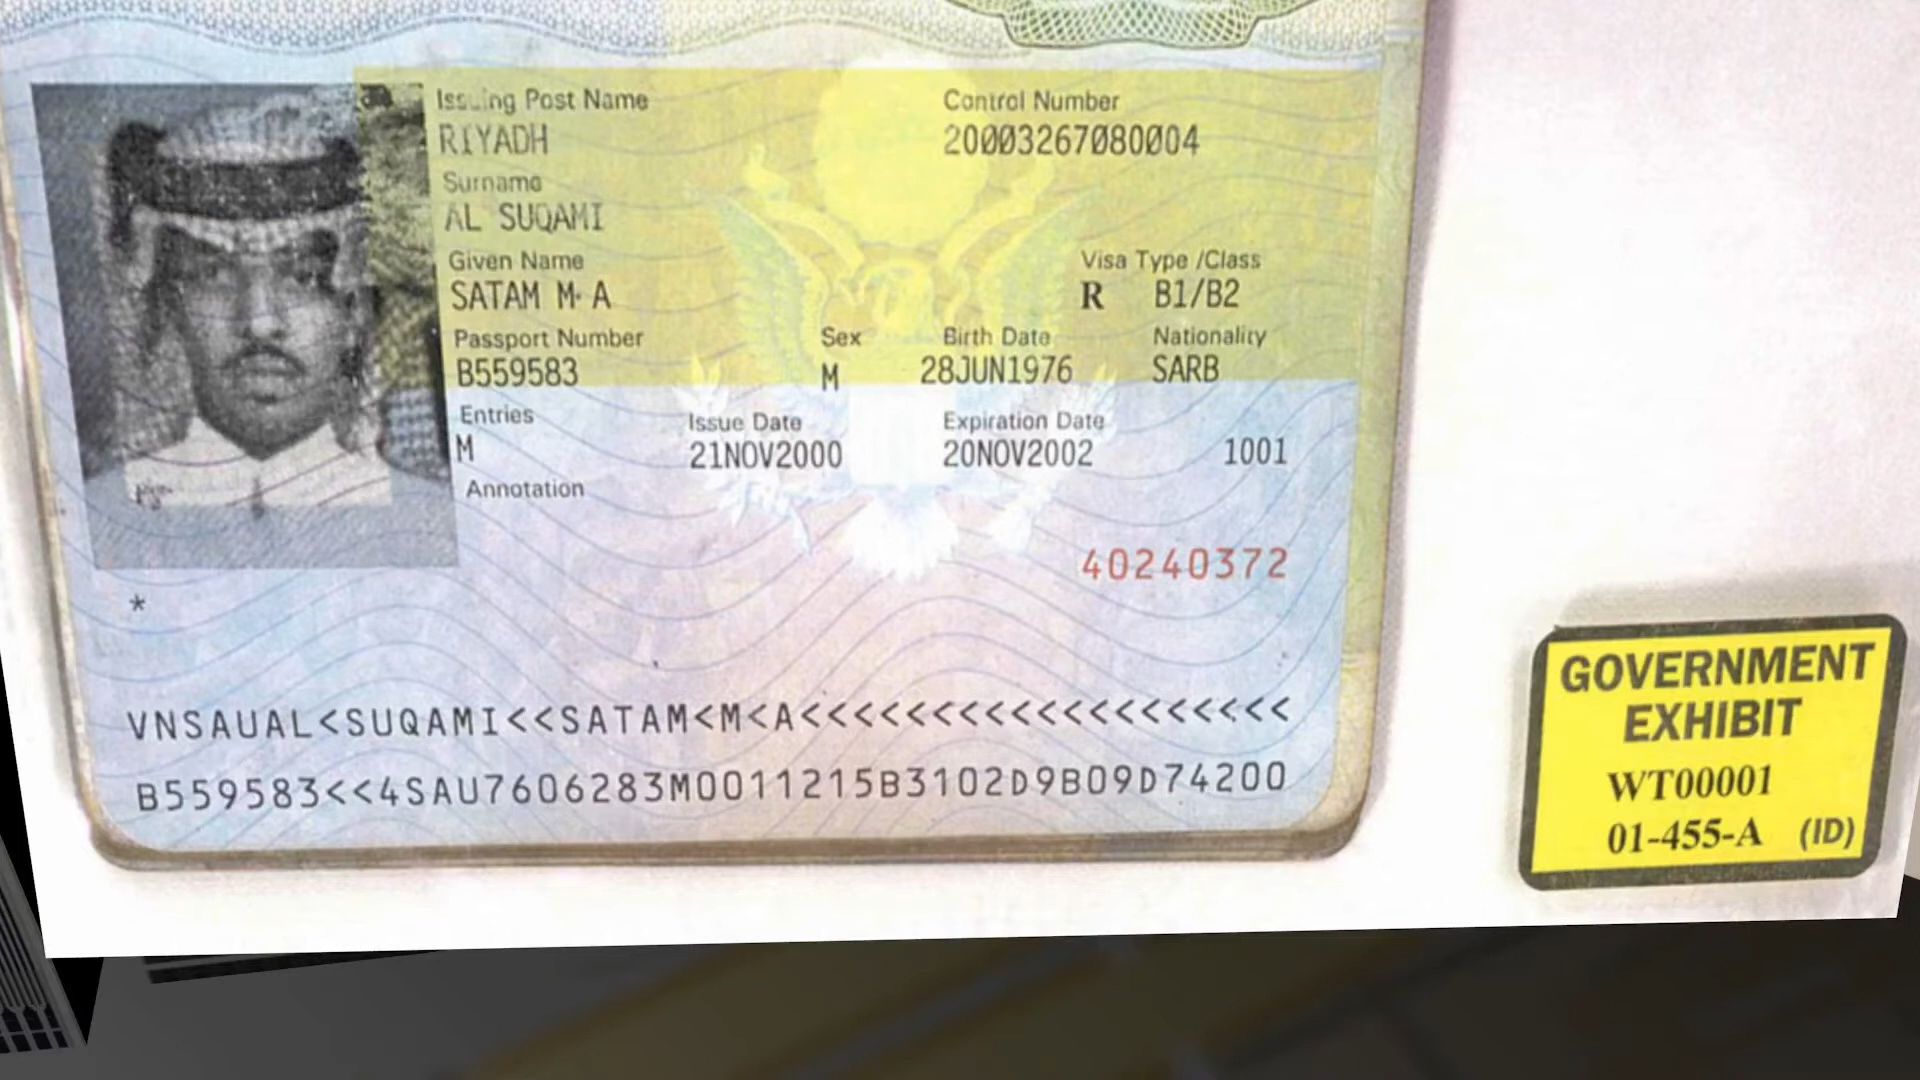 Issuing Post Name
Control Number
RIYADH
20003267080004
Surname
AL SUQAMI
Given Name
Visa Type /Class
SATAM M A
R B1/B2
Passport Number
Sex
Birth Date
Nationality
B559583
M
28JUN1976
SARB
Entries
Issue Date
Expiration Date
M
21NOV2000
20NOV2002
1001
Annotation
40240372
*
VNSAUAL<SUQAMI<<SATAM<M<A<<<<<<<<<<<<<<<<<<<
B559583<<4SAU7606283M0011215B3102D9B09D74200
GOVERNMENT
EXHIBIT
WT00001
01-455-A (ID)